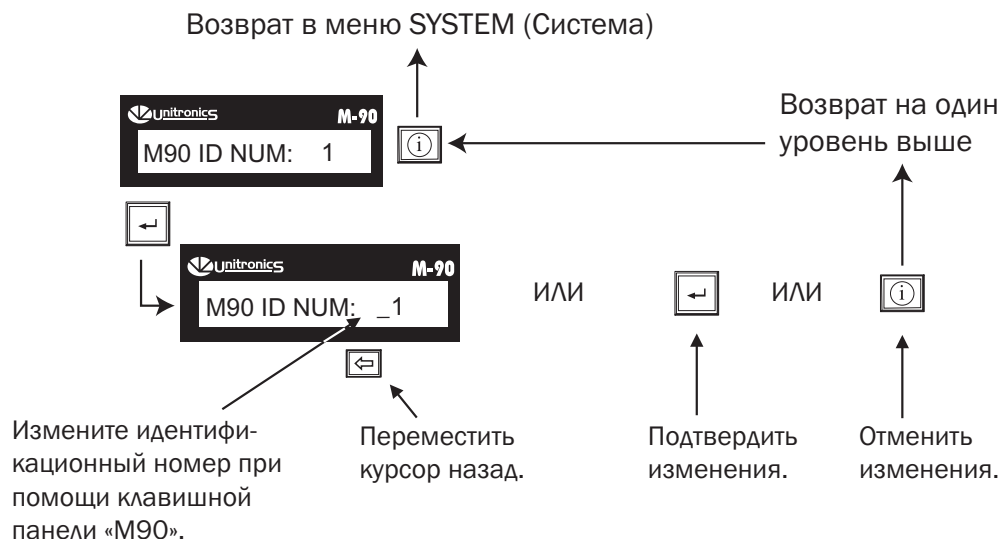 Возврат в меню SYSTEM (Система)
unitronics M-90
M90 ID NUM: 1
Возврат на один
уровень выше
unitronics M-90
M90 ID NUM: _1
ИЛИ
ИЛИ
Измените идентифи-
кационный номер при
помощи клавишной
панели «М90».
Переместить
курсор назад.
Подтвердить
изменения.
Отменить
изменения.